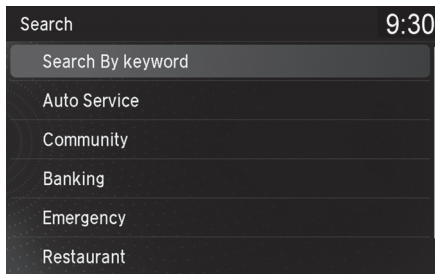 Search
9:30
Search By keyword
Auto Service
Community
Banking
Emergency
Restaurant